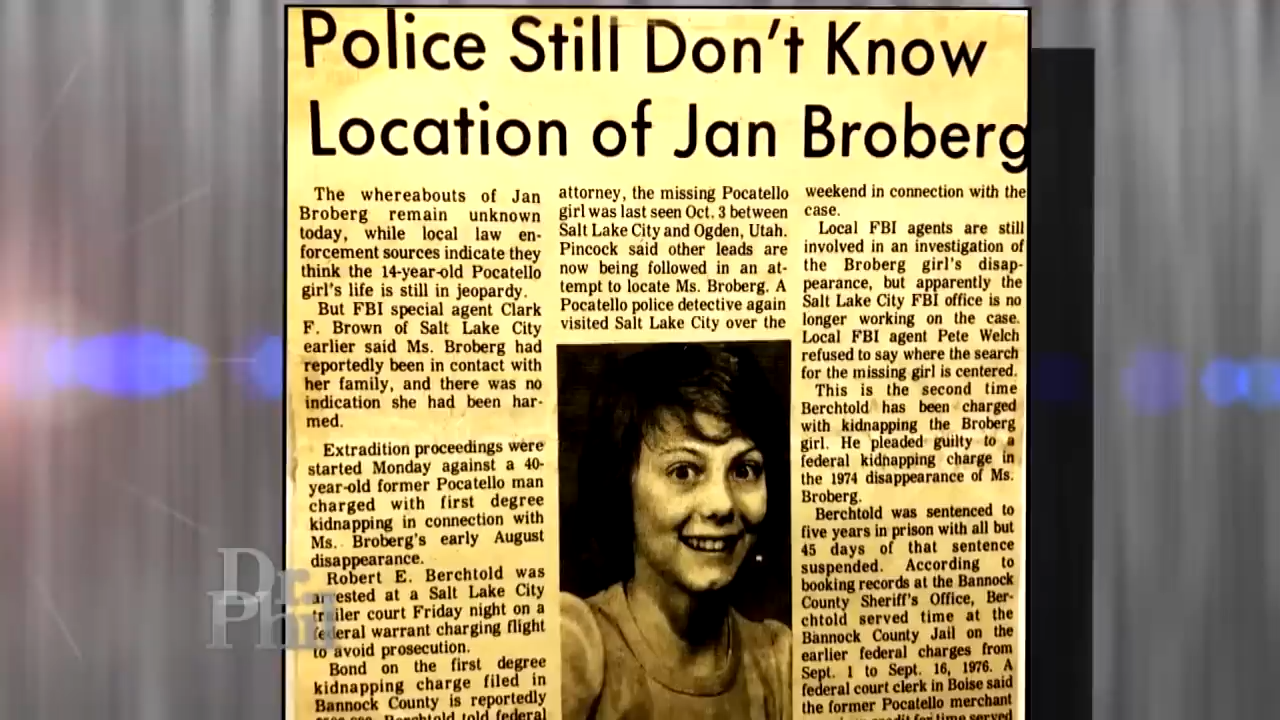 Police Still Don't Know
Location of Jan Broberg
The whereabouts of Jan
Broberg remain unknown
today, while local law en-
forcement sources indicate they
think the 14-year-old Pocatello
girl's life is still in jeopardy.
But FBI special agent Clark
F. Brown of Salt Lake City
earlier said Ms. Broberg had
reportedly been in contact with
her family, and there was no
indication she had been har-
med.
Extradition proceedings were
started Monday against a 40-
year-old former Pocatello man
charged with first degree
kidnapping in connection with
Ms. Broberg's early August
disappearance.
Robert E. Berchtold was
arrested at a Salt Lake City
trailer court Friday night on a
federal warrant charging flight
to avoid prosecution.
Bond on the first degree
kidnapping charge filed in
Bannock County is reportedly
Berchtold told federal
attorney, the missing Pocatello
girl was last seen Oct. 3 between
Salt Lake City and Ogden, Utah.
Pincock said other leads are
now being followed in an at-
tempt to locate Ms. Broberg. A
Pocatello police detective again
visited Salt Lake City over the
weekend in connection with the
case.
Local FBI agents are still
involved in an investigation of
the Broberg girl's disap-
pearance, but apparently the
Salt Lake City FBI office is no
longer working on the case.
Local FBI agent Pete Welch
refused to say where the search
for the missing girl is centered.
This is the second time
Berchtold has been charged
with kidnapping the Broberg
girl. He pleaded guilty to a
federal kidnapping charge in
the 1974 disappearance of Ms.
Broberg.
Berchtold was sentenced to
five years in prison with all but
45 days of that sentence
suspended. According to
booking records at the Bannock
County Sheriff's Office, Ber-
chtold served time at the
Bannock County Jail on the
earlier federal charges from
Sept. 1 to Sept. 16, 1976. A
federal court clerk in Boise said
the former Pocatello merchant
credit for time served
Dr.
Phil